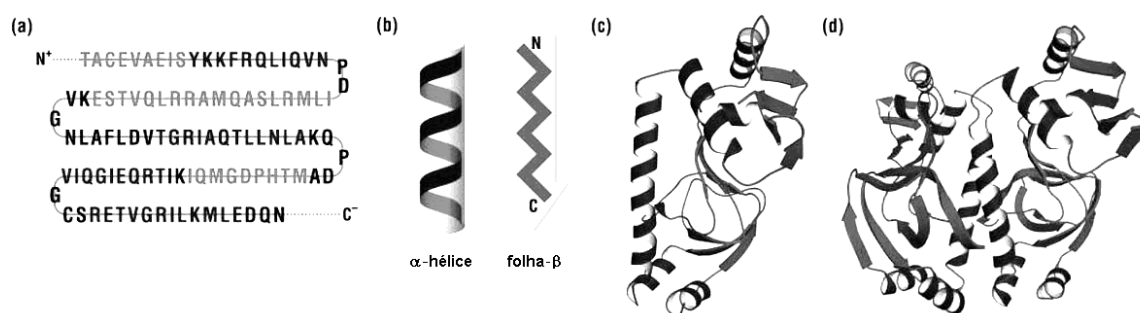 (a)
N+ TACEVAEISYKKFRQLIQVN
P
D
VKESTVQLRRAMQASLRMLI
G
NLAFLDVTGRIAQTLLNLAKQ
P
VIQGIEQRTIKIQMGDPHTMAD
G
CSRETVGRILKMLEDQN C−
(b)
N
C
α-hélice
folha-β
(c)
(d)